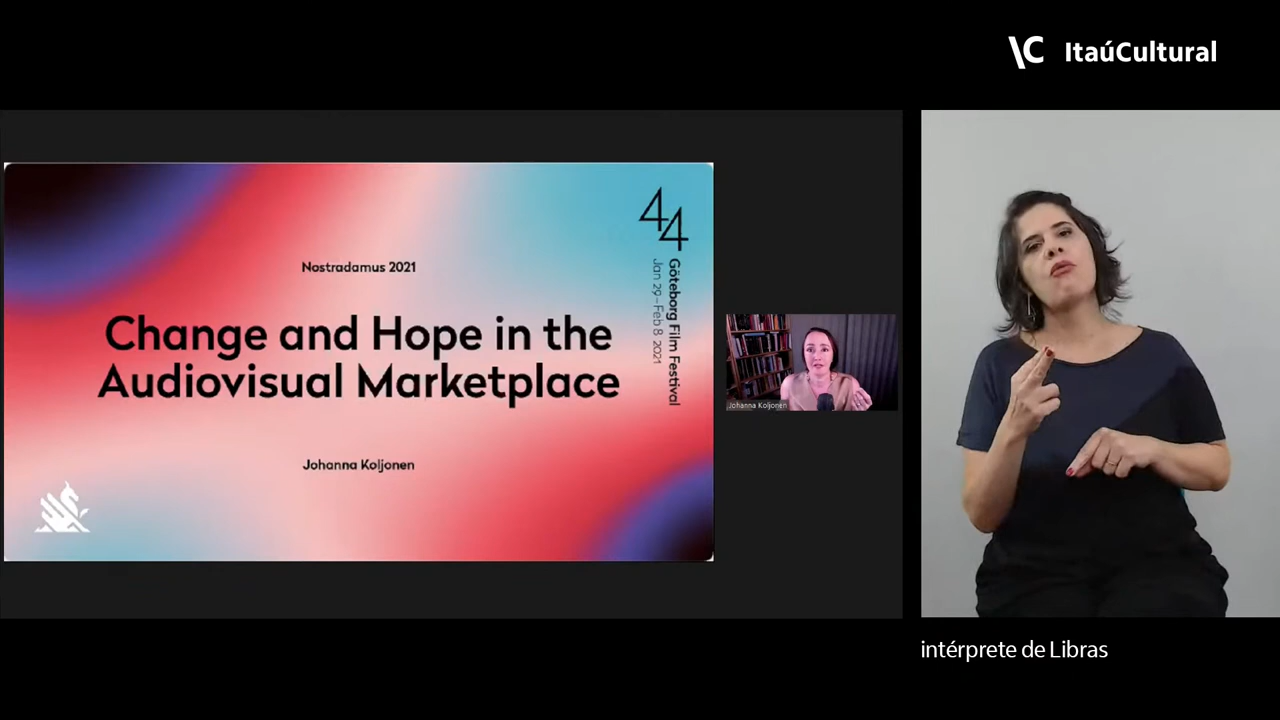 \C ItaúCultural
Nostradamus 2021
Change and Hope in the
Audiovisual Marketplace
Johanna Koljonen
44
Göteborg Film Festival
Jan 29–Feb 8 2021
Johanna Koljonen
intérprete de Libras